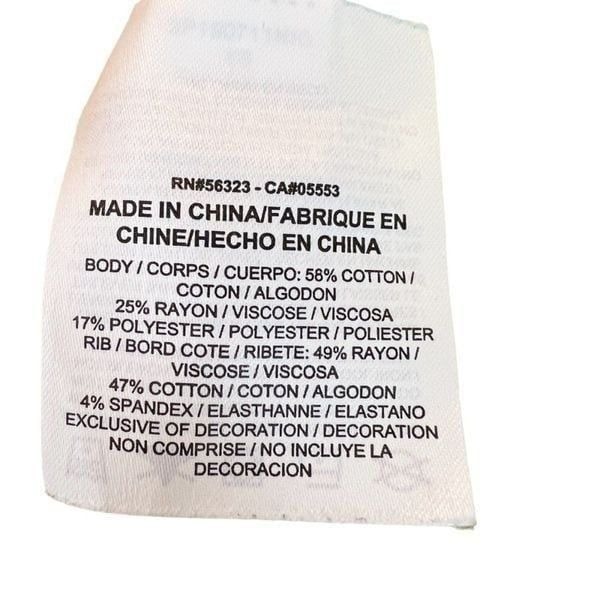 RN#56323 - CA#05553
MADE IN CHINA/FABRIQUE EN
CHINE/HECHO EN CHINA
BODY / CORPS / CUERPO: 58% COTTON /
COTON / ALGODON
25% RAYON / VISCOSE / VISCOSA
17% POLYESTER / POLYESTER / POLIESTER
RIB / BORD COTE / RIBETE: 49% RAYON /
VISCOSE / VISCOSA
47% COTTON / COTON / ALGODON
4% SPANDEX / ELASTHANNE / ELASTANO
EXCLUSIVE OF DECORATION / DECORATION
NON COMPRISE / NO INCLUYE LA
DECORACION